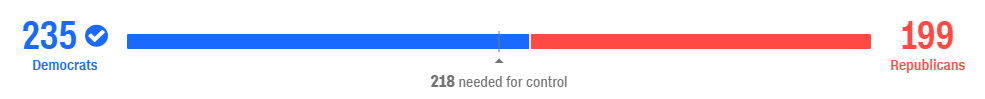 235
199
Democrats
Republicans
218 needed for control